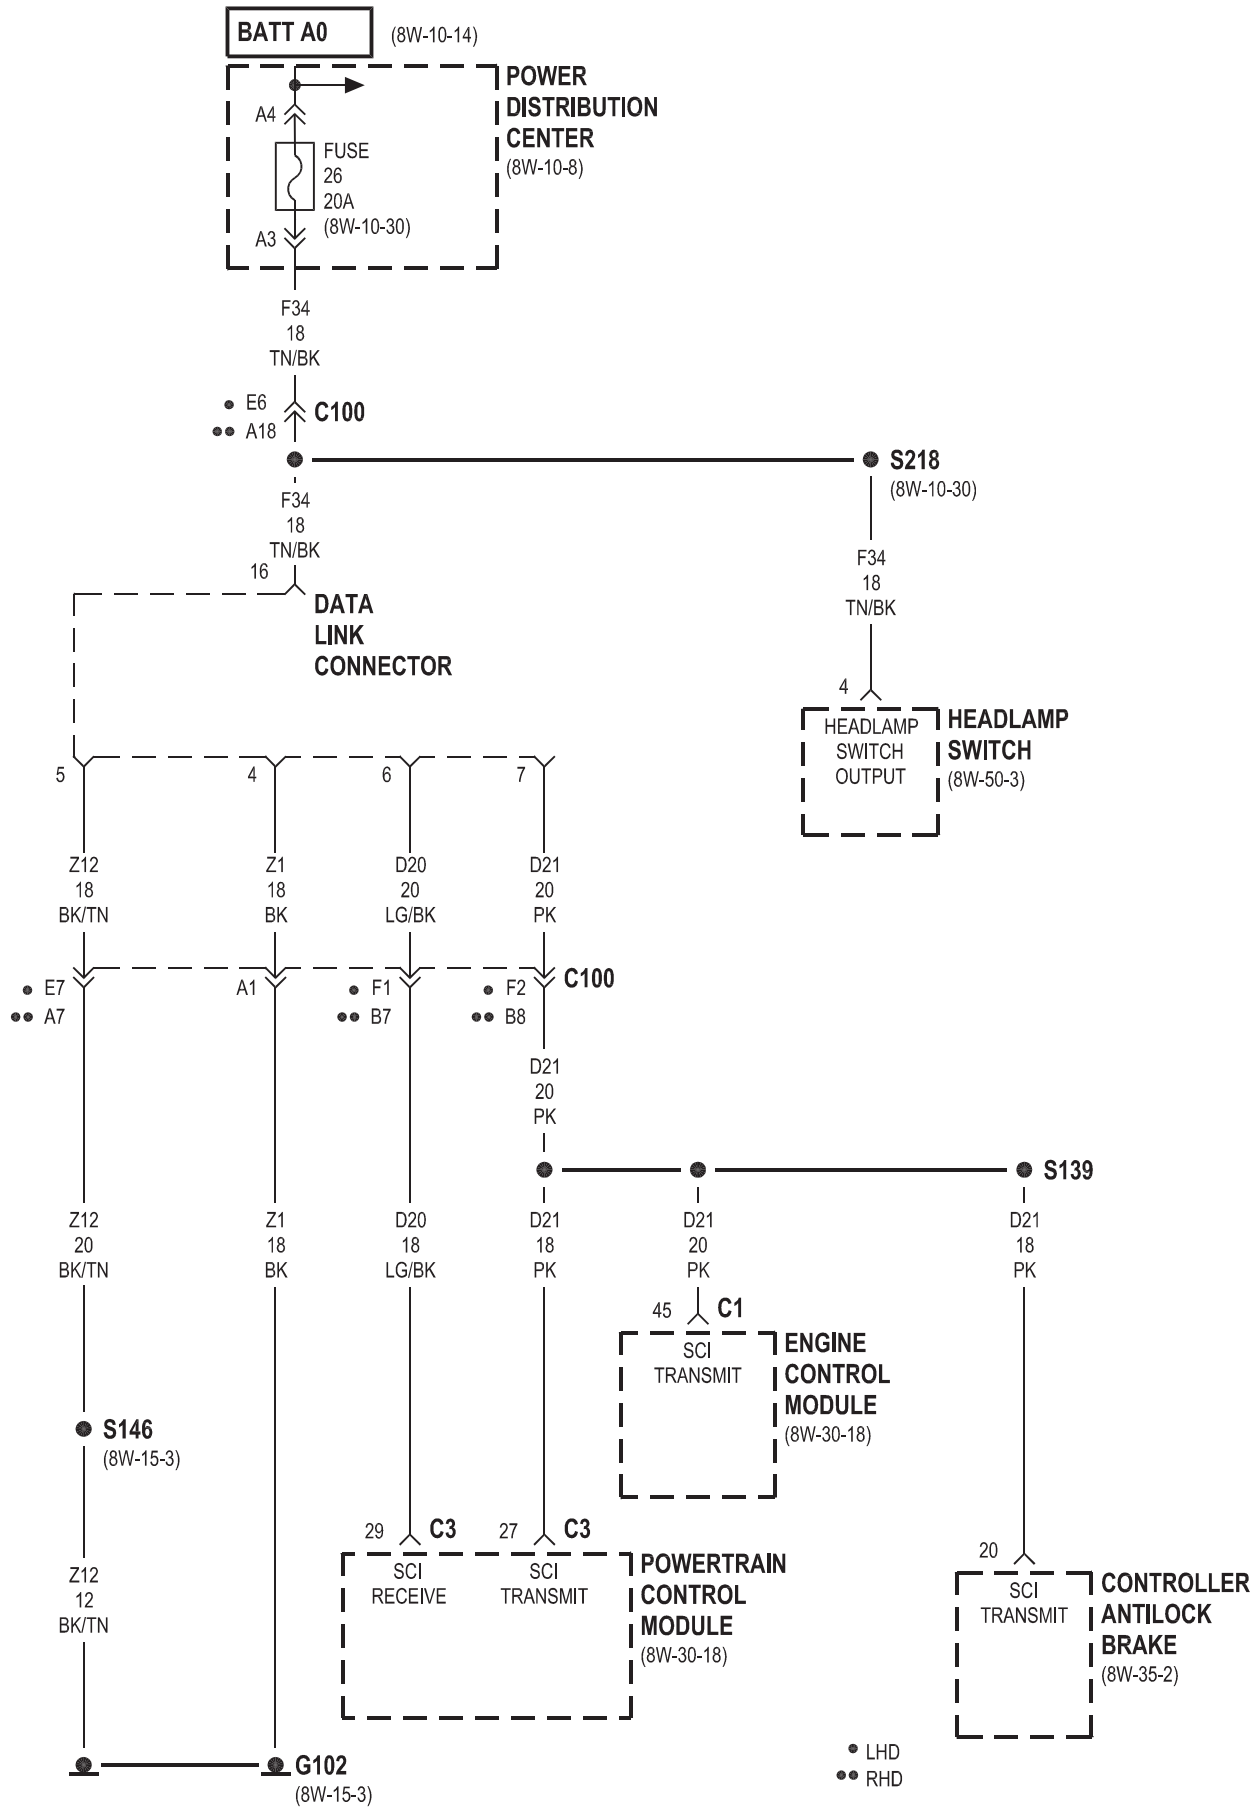 BATT A0
(8W-10-14)
POWER
DISTRIBUTION
CENTER
(8W-10-8)
A4
FUSE
26
20A
(8W-10-30)
A3
F34
18
TN/BK
E6
A18
C100
S218
(8W-10-30)
F34
18
TN/BK
16
DATA
LINK
CONNECTOR
F34
18
TN/BK
4
HEADLAMP
SWITCH
OUTPUT
HEADLAMP
SWITCH
(8W-50-3)
5
4
6
7
Z12
18
BK/TN
Z1
18
BK
D20
20
LG/BK
D21
20
PK
E7
A7
A1
F1
B7
F2
B8
C100
D21
20
PK
S139
Z12
20
BK/TN
Z1
18
BK
D20
18
LG/BK
D21
18
PK
D21
20
PK
D21
18
PK
45
C1
SCI
TRANSMIT
ENGINE
CONTROL
MODULE
(8W-30-18)
S146
(8W-15-3)
29
C3
27
C3
SCI
RECEIVE
SCI
TRANSMIT
POWERTRAIN
CONTROL
MODULE
(8W-30-18)
20
SCI
TRANSMIT
CONTROLLER
ANTILOCK
BRAKE
(8W-35-2)
Z12
12
BK/TN
G102
(8W-15-3)
LHD
RHD